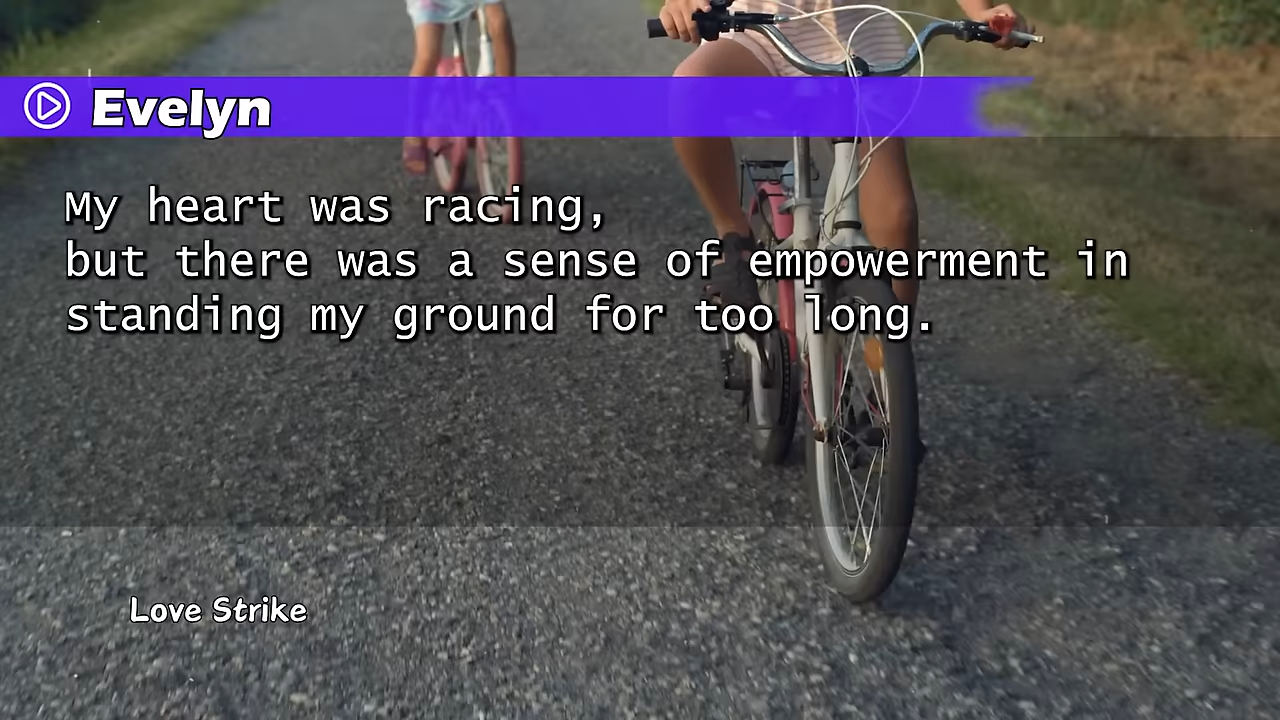 Evelyn
My heart was racing,
but there was a sense of empowerment in
standing my ground for too long.
Love Strike